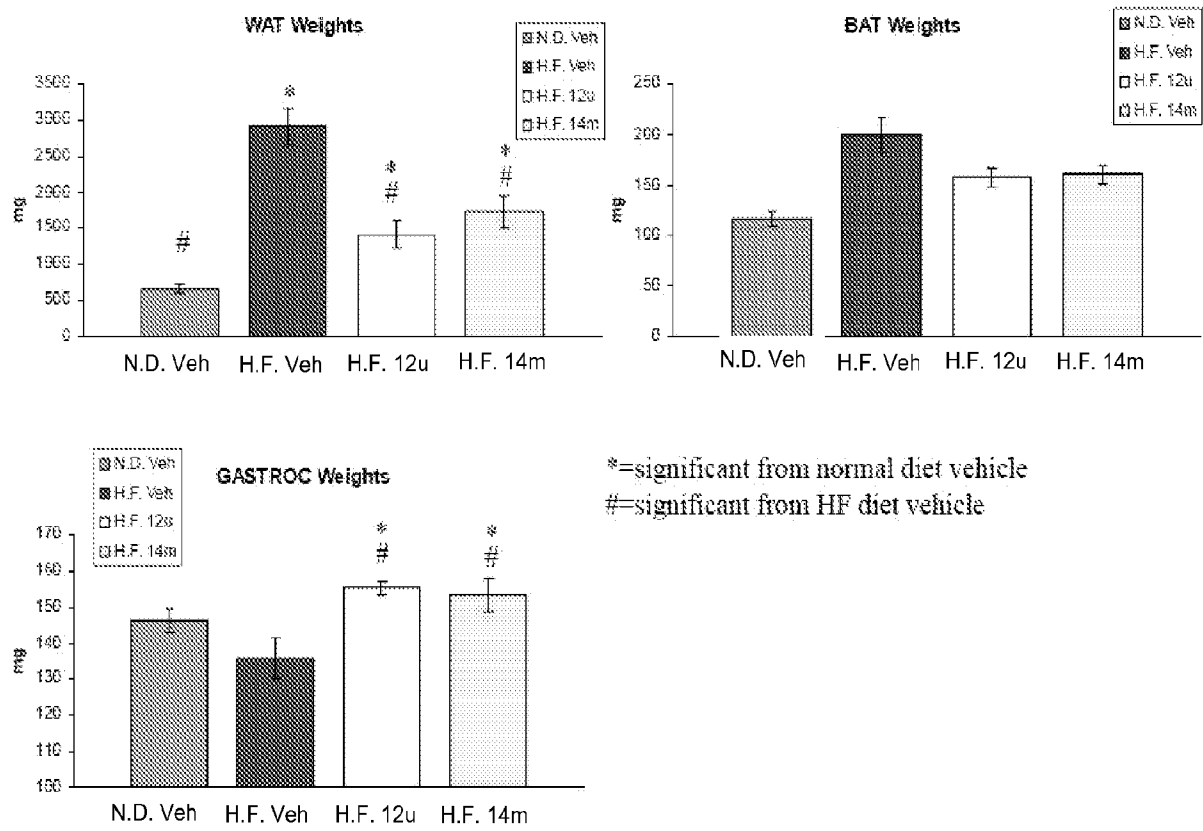 WAT Weights
N.D. Veh
H.F. Veh
H.F. 12u
H.F. 14m
3500
3000
2500
2000
1500
1000
500
0
mg
*
*
*
#
#
#
N.D. Veh H.F. Veh H.F. 12u H.F. 14m
BAT Weights
N.D. Veh
H.F. Veh
H.F. 12u
H.F. 14m
250
200
150
100
50
0
mg
N.D. Veh H.F. Veh H.F. 12u H.F. 14m
N.D. Veh
H.F. Veh
H.F. 12u
H.F. 14m
GASTROC Weights
170
160
150
140
130
120
110
100
mg
* *
# #
N.D. Veh H.F. Veh H.F. 12u H.F. 14m
*=significant from normal diet vehicle
#=significant from HF diet vehicle